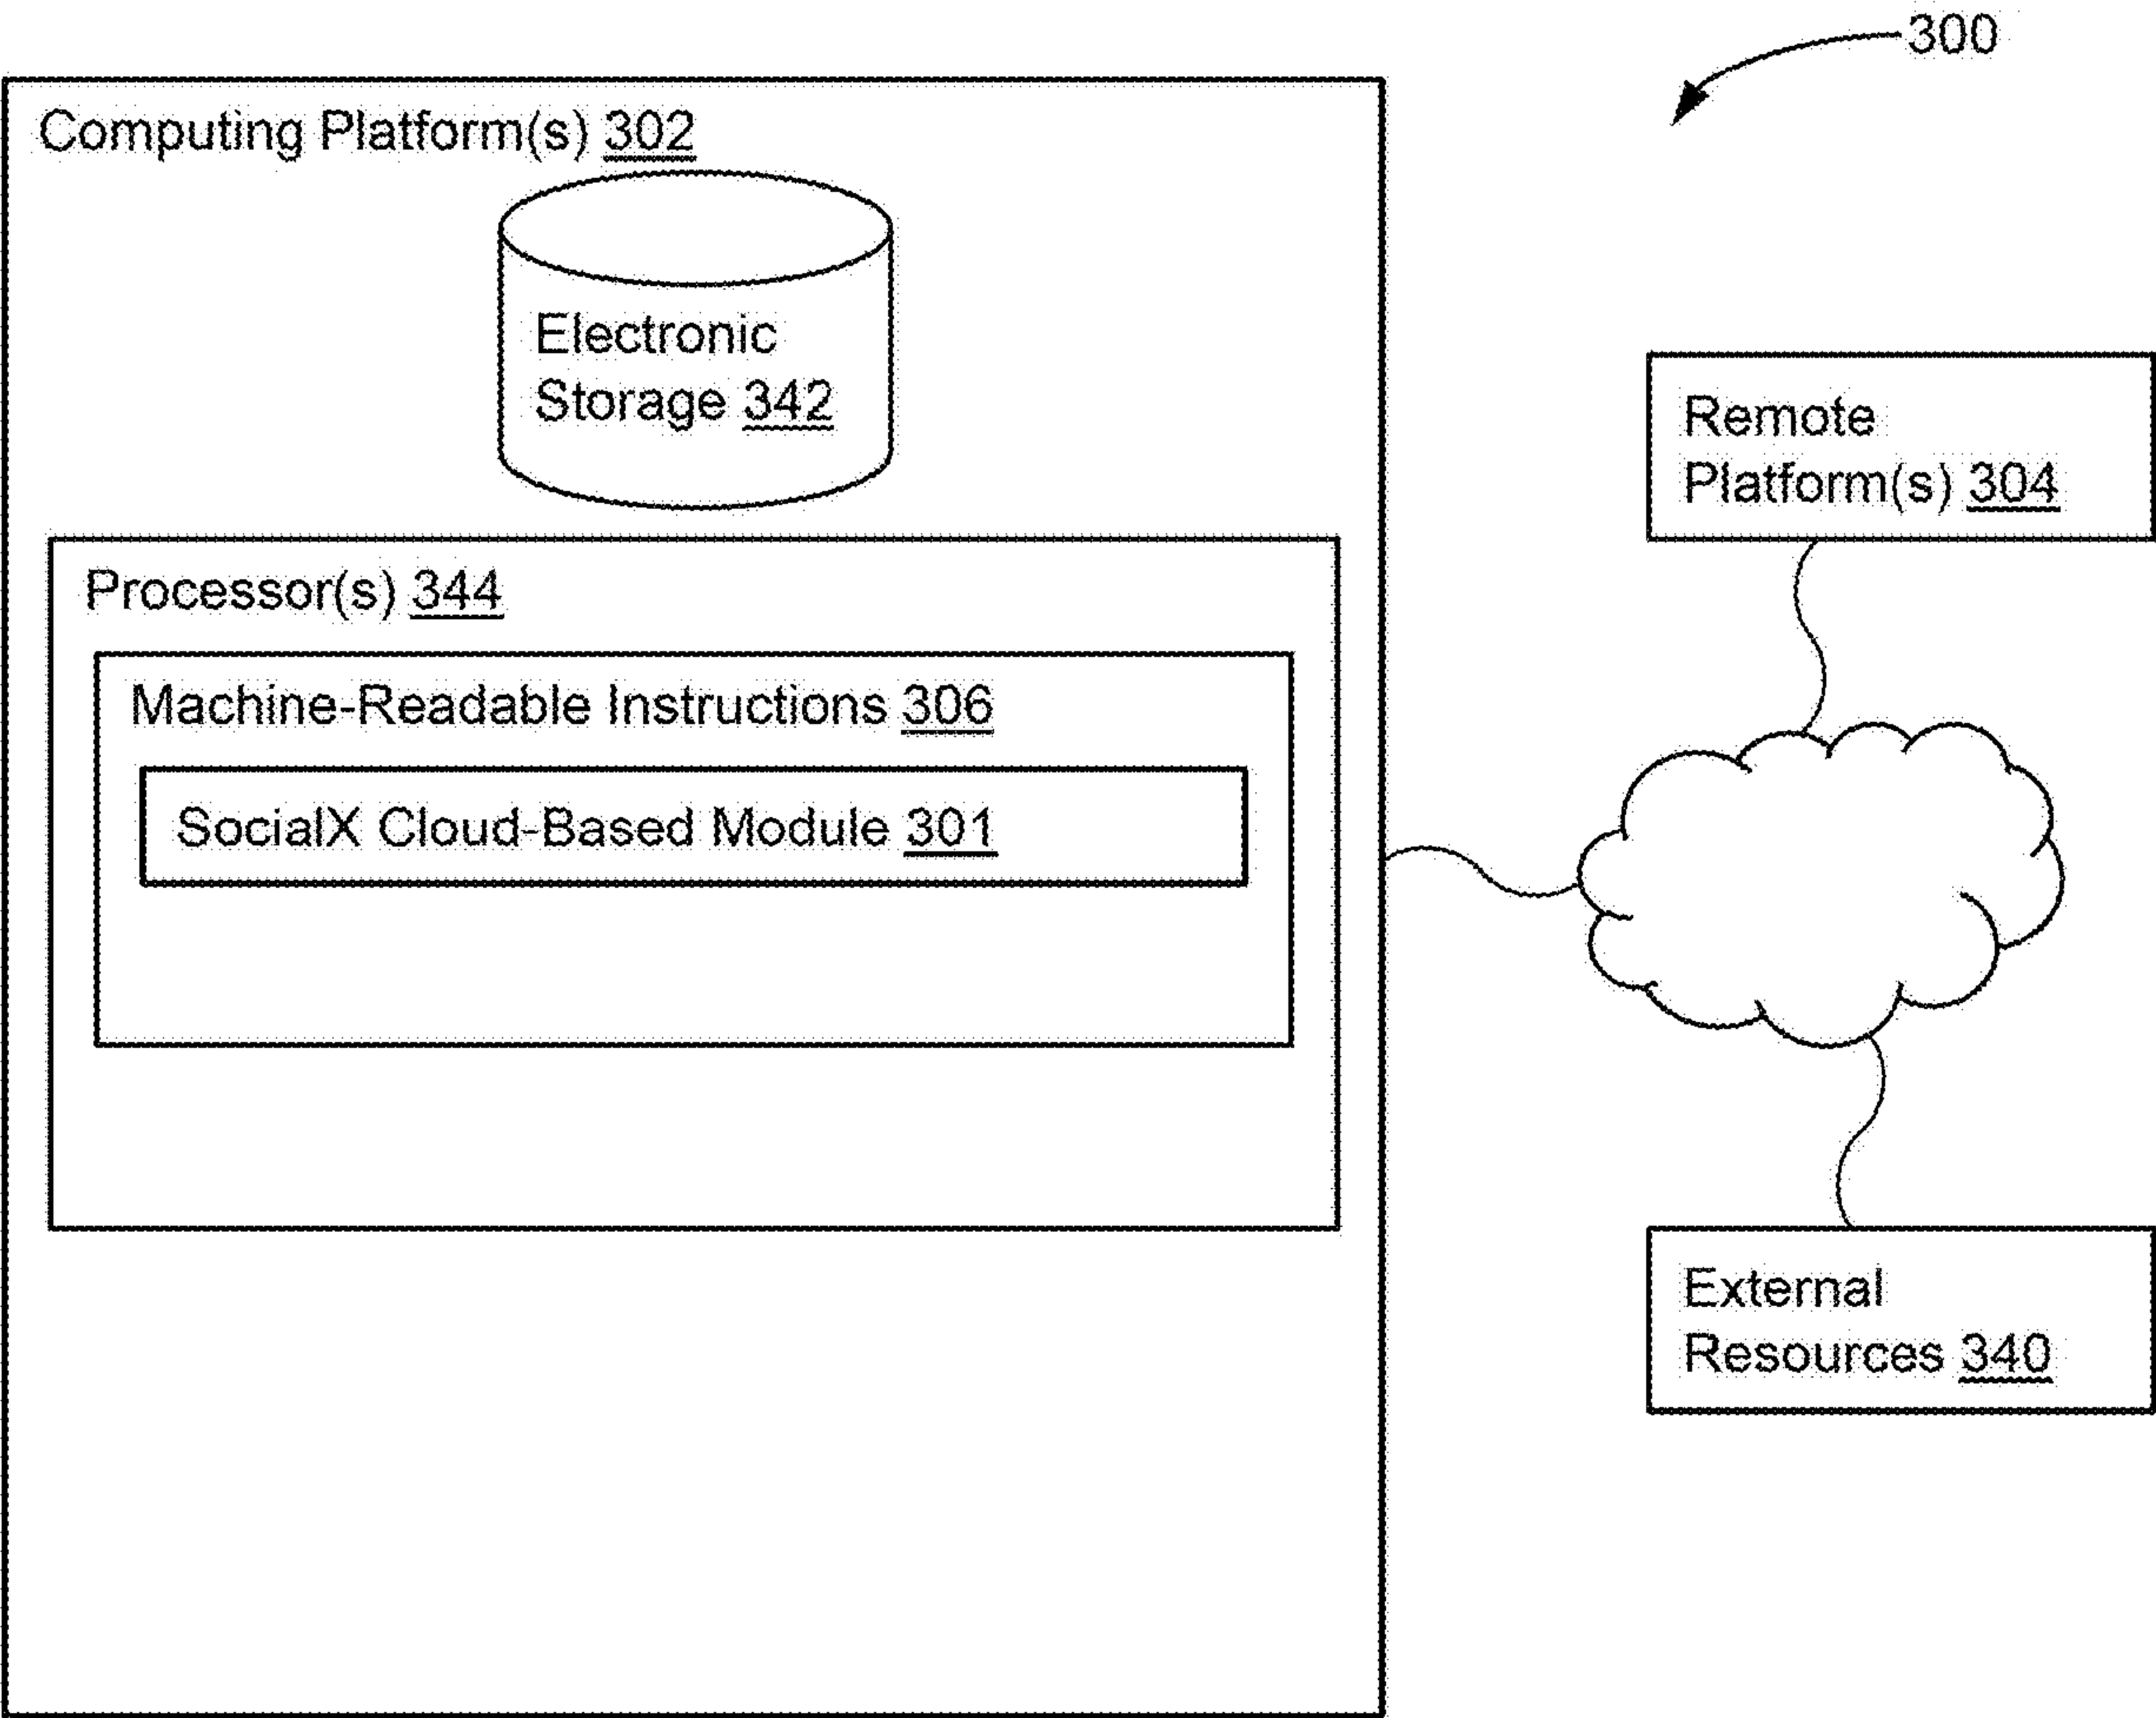 300
Computing Platform(s) 302
Electronic
Storage 342
Remote
Platform(s) 304
Processor(s) 344
Machine-Readable Instructions 306
SocialX Cloud-Based Module 301
External
Resources 340